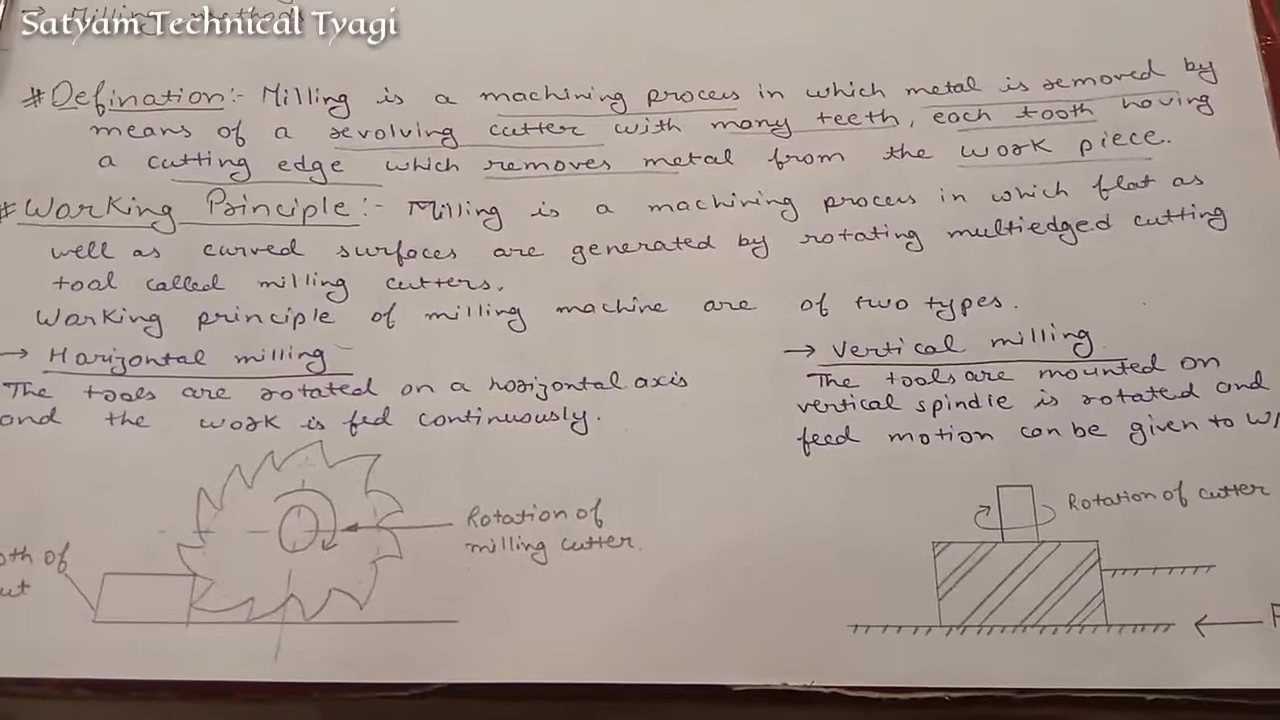 → Milling methods
Satyam Technical Tyagi
# Defination :- Milling is a machining process in which metal is removed by
means of a revolving cutter with many teeth, each tooth having
a cutting edge which removes metal from the work piece.
# Working Principle :- Milling is a machining process in which flat as
well as curved surfaces are generated by rotating multiedged cutting
tool called milling cutters.
Working principle of milling machine are of two types.
→ Horizontal milling
The tools are rotated on a horizontal axis
and the work is fed continuously.
→ Vertical milling
The tools are mounted on
vertical spindle is rotated and
feed motion can be given to W/
Rotation of
milling cutter.
pth of
ut
Rotation of cutter
F